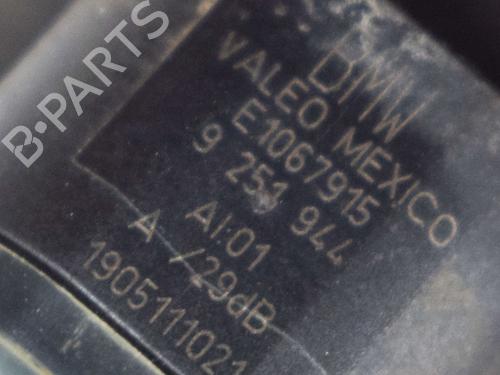 B-PARTS
BMW
VALEO MEXICO
E1067915
9 251 944
AI:01
A /29dB
1905111021